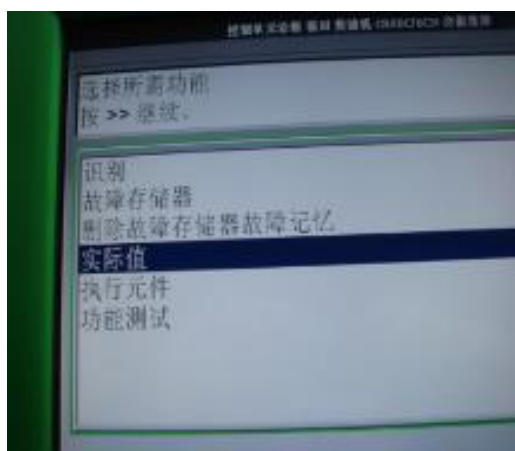 选择所需功能
按 >> 继续。
识别
故障存储器
删除故障存储器故障记忆
实际值
执行元件
功能测试